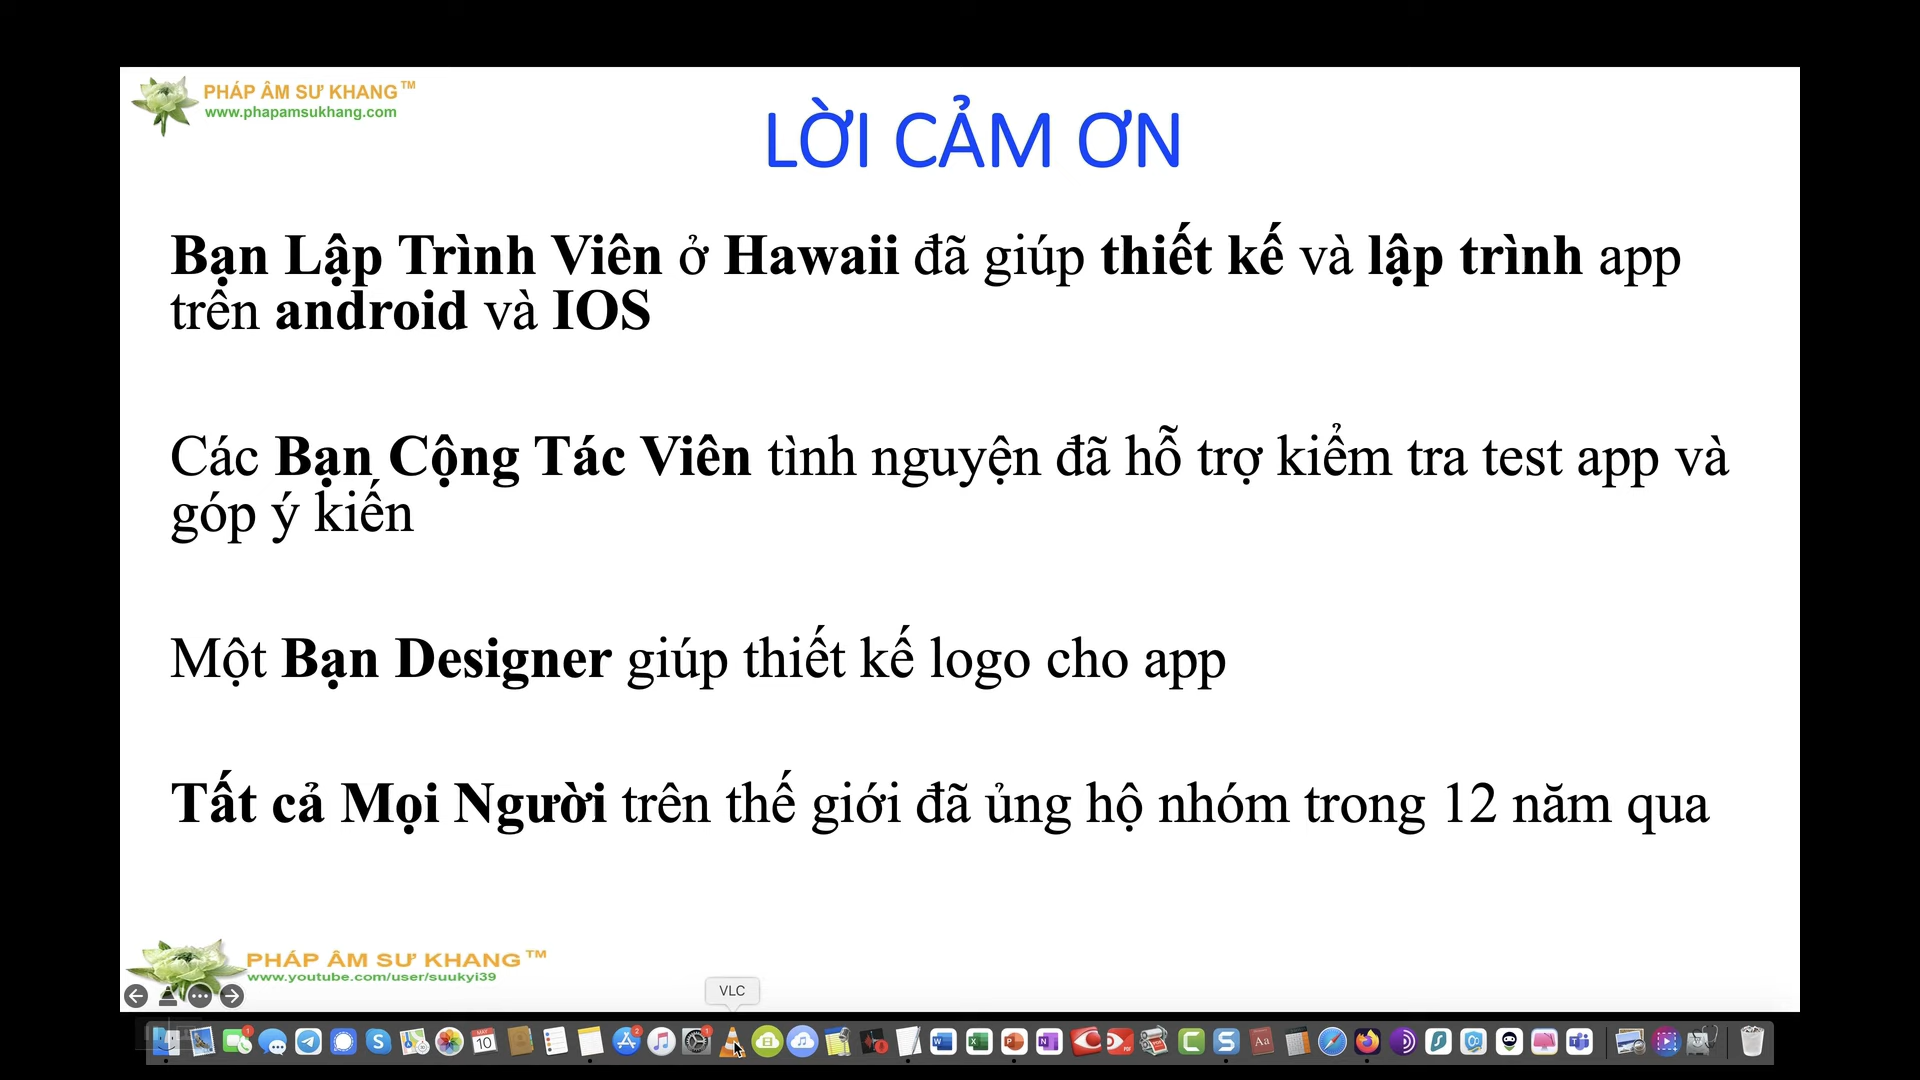 PHÁP ÂM SƯ KHANG™
www.phapamsukhang.com
LỜI CẢM ƠN
Bạn Lập Trình Viên ở Hawaii đã giúp thiết kế và lập trình app
trên android và IOS
Các Bạn Cộng Tác Viên tình nguyện đã hỗ trợ kiểm tra test app và
góp ý kiến
Một Bạn Designer giúp thiết kế logo cho app
Tất cả Mọi Người trên thế giới đã ủng hộ nhóm trong 12 năm qua
PHÁP ÂM SƯ KHANG™
www.youtube.com/user/suukyi39
VLC